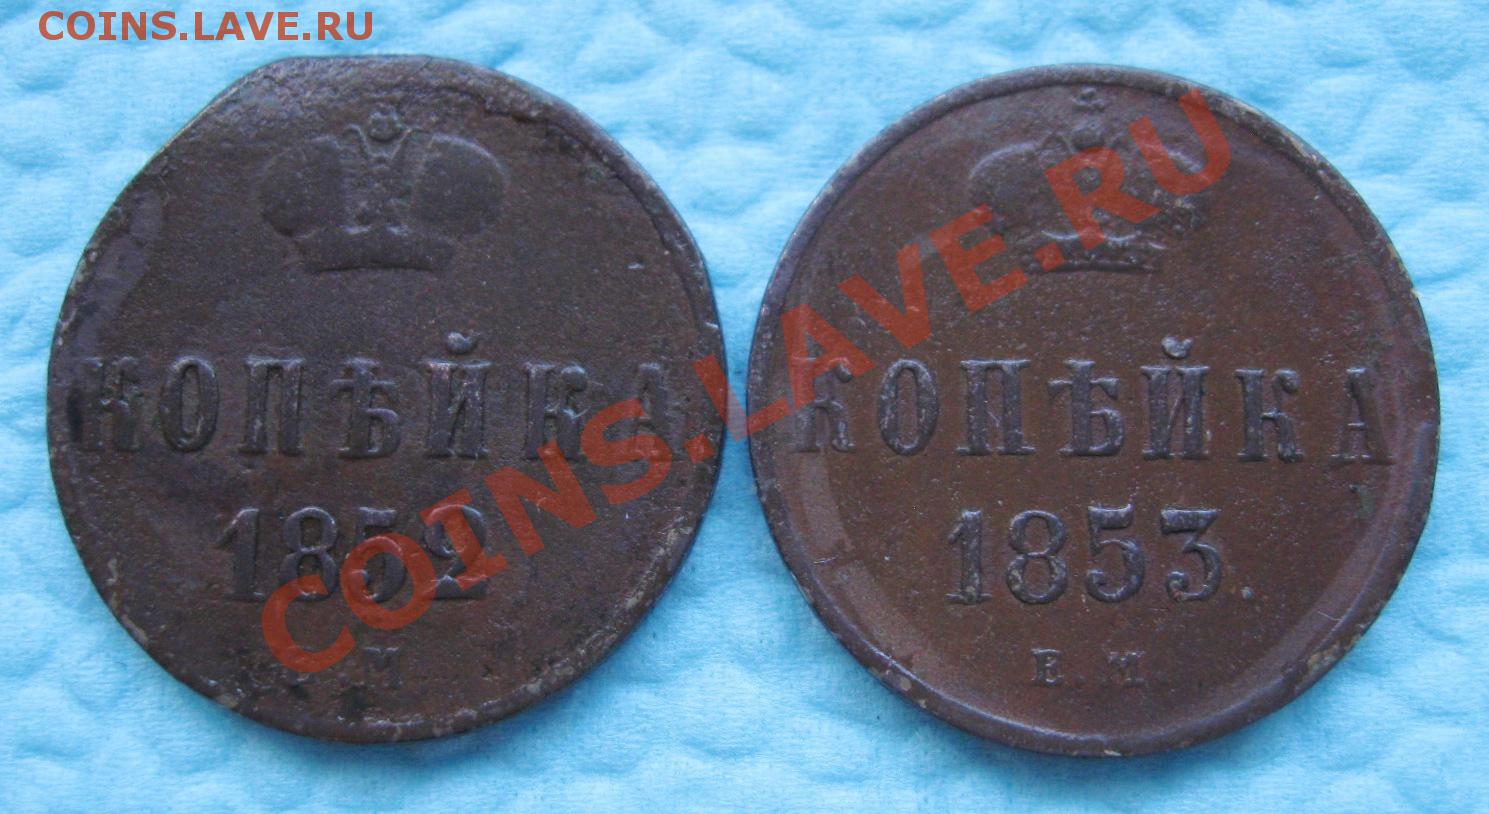 COINS.LAVE.RU
КОПѢЙКА
1852
М
КОПѢЙКА
1853.
Е.М.
COINS.LAVE.RU